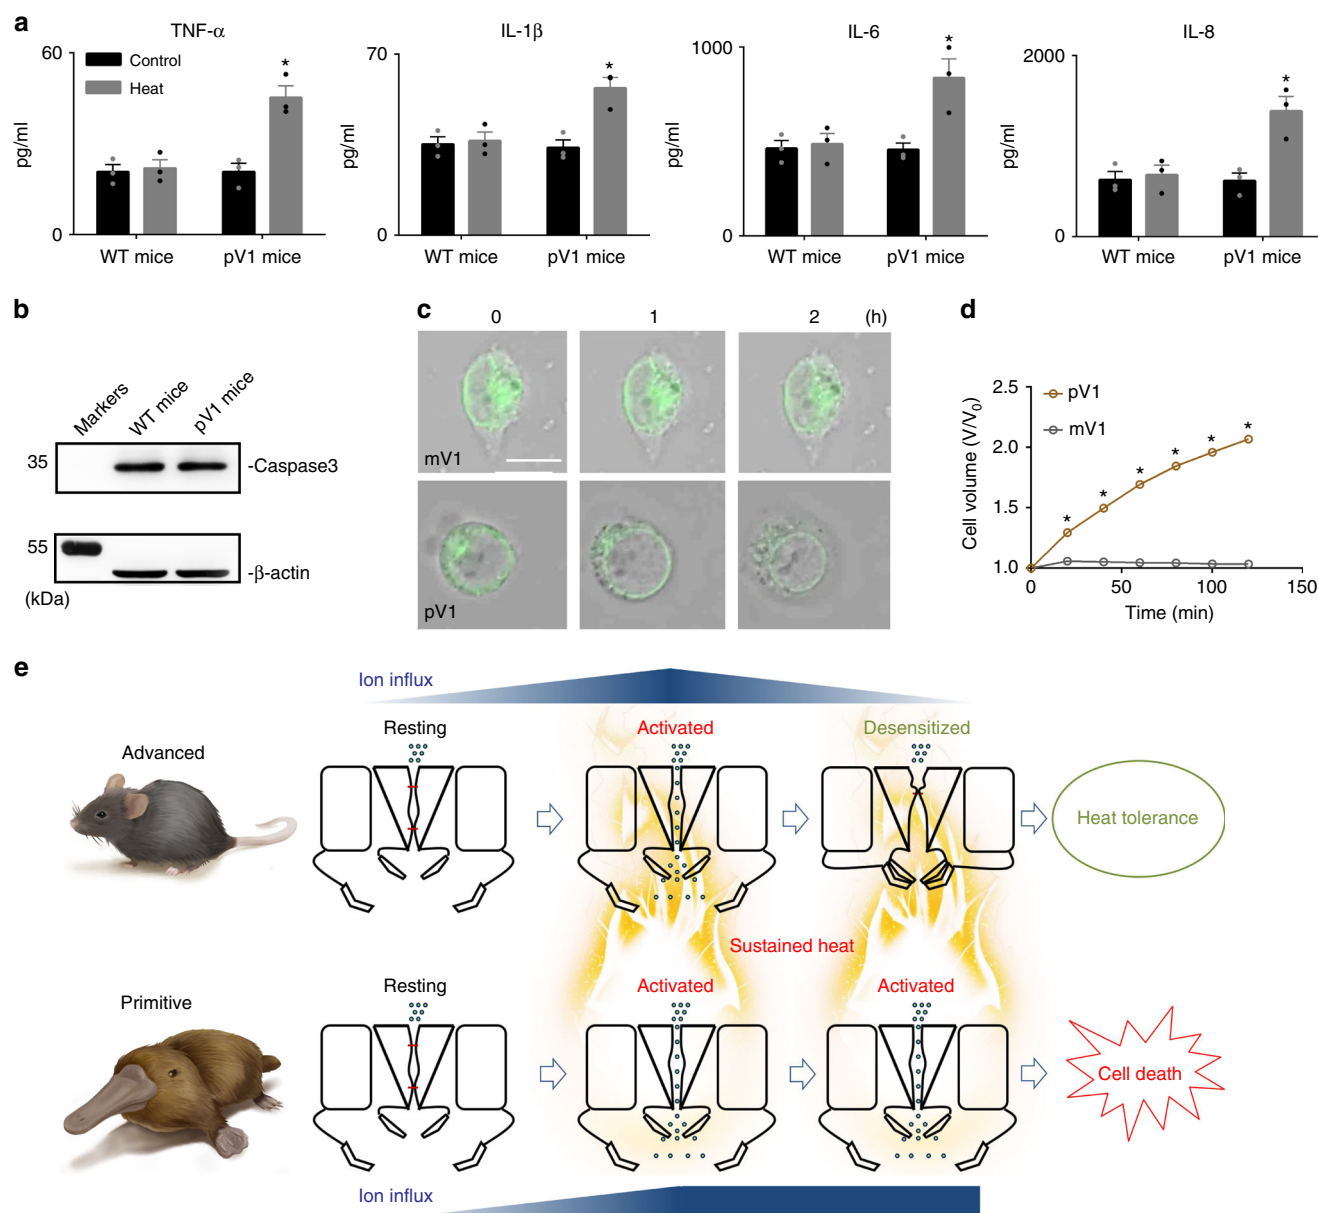 a
TNF-α
60
0
pg/ml
Control
Heat
*
WT mice
pV1 mice
IL-1β
70
0
pg/ml
*
WT mice
pV1 mice
IL-6
1000
0
pg/ml
*
WT mice
pV1 mice
IL-8
2000
0
pg/ml
*
WT mice
pV1 mice
b
Markers
WT mice
pV1 mice
35
-Caspase3
55
-β-actin
(kDa)
c
0
1
2
(h)
mV1
pV1
d
2.5
2.0
1.5
1.0
Cell volume (V/V0)
pV1
mV1
* * * * * *
0
50
100
150
Time (min)
e
Ion influx
Advanced
Resting
Activated
Desensitized
Heat tolerance
Sustained heat
Primitive
Resting
Activated
Activated
Cell death
Ion influx